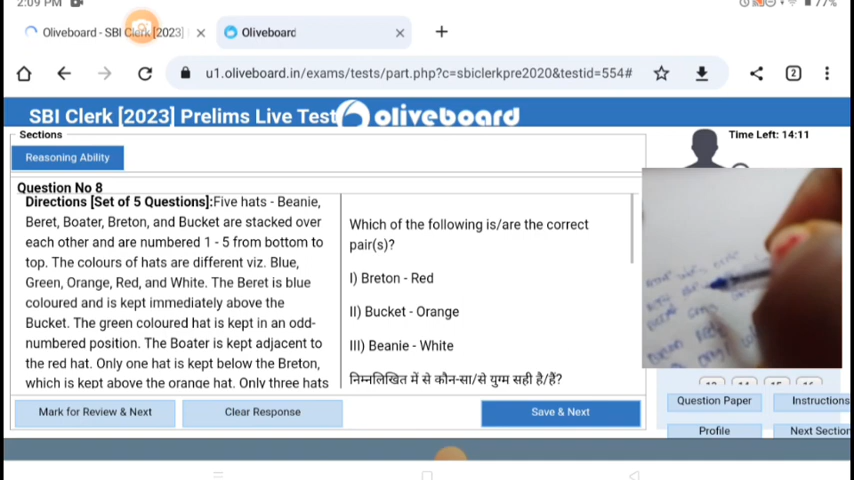 2:09 PM
77%
Oliveboard - SBI Clerk [2023]
Oliveboard
u1.oliveboard.in/exams/tests/part.php?c=sbiclerkpre2020&testid=554#
2
SBI Clerk [2023] Prelims Live Test
oliveboard
Sections
Time Left: 14:11
Reasoning Ability
Question No 8
Directions [Set of 5 Questions]:Five hats - Beanie,
Beret, Boater, Breton, and Bucket are stacked over
each other and are numbered 1 - 5 from bottom to
top. The colours of hats are different viz. Blue,
Green, Orange, Red, and White. The Beret is blue
coloured and is kept immediately above the
Bucket. The green coloured hat is kept in an odd-
numbered position. The Boater is kept adjacent to
the red hat. Only one hat is kept below the Breton,
which is kept above the orange hat. Only three hats
Which of the following is/are the correct
pair(s)?
I) Breton - Red
II) Bucket - Orange
III) Beanie - White
निम्नलिखित में से कौन-सा/से युग्म सही है/हैं?
Mark for Review & Next
Clear Response
Save & Next
Question Paper
Instructions
Profile
Next Section